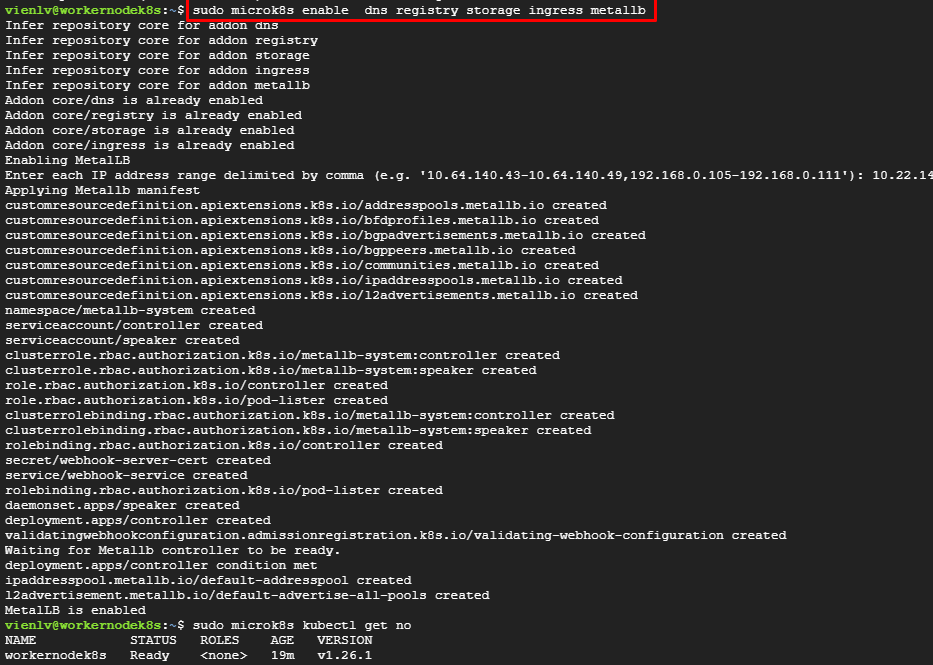 vienlv@workernodek8s:~$ sudo microk8s enable  dns registry storage ingress metallb
Infer repository core for addon dns
Infer repository core for addon registry
Infer repository core for addon storage
Infer repository core for addon ingress
Infer repository core for addon metallb
Addon core/dns is already enabled
Addon core/registry is already enabled
Addon core/storage is already enabled
Addon core/ingress is already enabled
Enabling MetalLB
Enter each IP address range delimited by comma (e.g. '10.64.140.43-10.64.140.49,192.168.0.105-192.168.0.111'): 10.22.14
Applying Metallb manifest
customresourcedefinition.apiextensions.k8s.io/addresspools.metallb.io created
customresourcedefinition.apiextensions.k8s.io/bfdprofiles.metallb.io created
customresourcedefinition.apiextensions.k8s.io/bgpadvertisements.metallb.io created
customresourcedefinition.apiextensions.k8s.io/bgppeers.metallb.io created
customresourcedefinition.apiextensions.k8s.io/communities.metallb.io created
customresourcedefinition.apiextensions.k8s.io/ipaddresspools.metallb.io created
customresourcedefinition.apiextensions.k8s.io/l2advertisements.metallb.io created
namespace/metallb-system created
serviceaccount/controller created
serviceaccount/speaker created
clusterrole.rbac.authorization.k8s.io/metallb-system:controller created
clusterrole.rbac.authorization.k8s.io/metallb-system:speaker created
role.rbac.authorization.k8s.io/controller created
role.rbac.authorization.k8s.io/pod-lister created
clusterrolebinding.rbac.authorization.k8s.io/metallb-system:controller created
clusterrolebinding.rbac.authorization.k8s.io/metallb-system:speaker created
rolebinding.rbac.authorization.k8s.io/controller created
secret/webhook-server-cert created
service/webhook-service created
rolebinding.rbac.authorization.k8s.io/pod-lister created
daemonset.apps/speaker created
deployment.apps/controller created
validatingwebhookconfiguration.admissionregistration.k8s.io/validating-webhook-configuration created
Waiting for Metallb controller to be ready.
deployment.apps/controller condition met
ipaddresspool.metallb.io/default-addresspool created
l2advertisement.metallb.io/default-advertise-all-pools created
MetalLB is enabled
vienlv@workernodek8s:~$ sudo microk8s kubectl get no
NAME            STATUS   ROLES    AGE   VERSION
workernodek8s   Ready    <none>   19m   v1.26.1